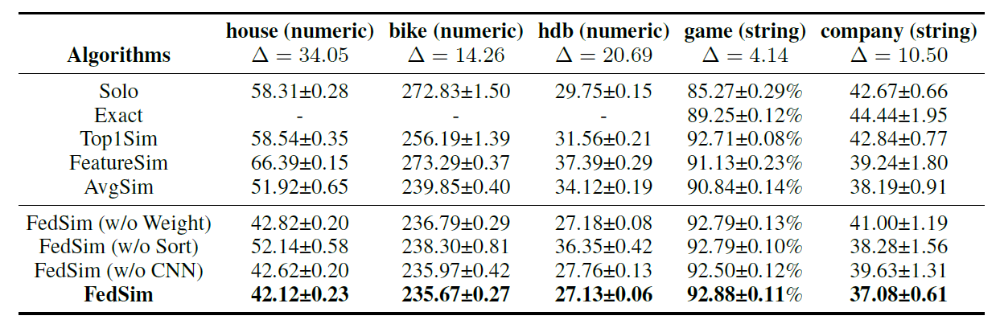 house (numeric) bike (numeric) hdb (numeric) game (string) company (string)
Algorithms Δ = 34.05 Δ = 14.26 Δ = 20.69 Δ = 4.14 Δ = 10.50
Solo 58.31±0.28 272.83±1.50 29.75±0.15 85.27±0.29% 42.67±0.66
Exact - - - 89.25±0.12% 44.44±1.95
Top1Sim 58.54±0.35 256.19±1.39 31.56±0.21 92.71±0.08% 42.84±0.77
FeatureSim 66.39±0.15 273.29±0.37 37.39±0.29 91.13±0.23% 39.24±1.80
AvgSim 51.92±0.65 239.85±0.40 34.12±0.19 90.84±0.14% 38.19±0.91
FedSim (w/o Weight) 42.82±0.20 236.79±0.29 27.18±0.08 92.79±0.13% 41.00±1.19
FedSim (w/o Sort) 52.14±0.58 238.30±0.81 36.35±0.42 92.79±0.10% 38.28±1.56
FedSim (w/o CNN) 42.62±0.20 235.97±0.42 27.76±0.13 92.50±0.12% 39.63±1.31
FedSim 42.12±0.23 235.67±0.27 27.13±0.06 92.88±0.11% 37.08±0.61